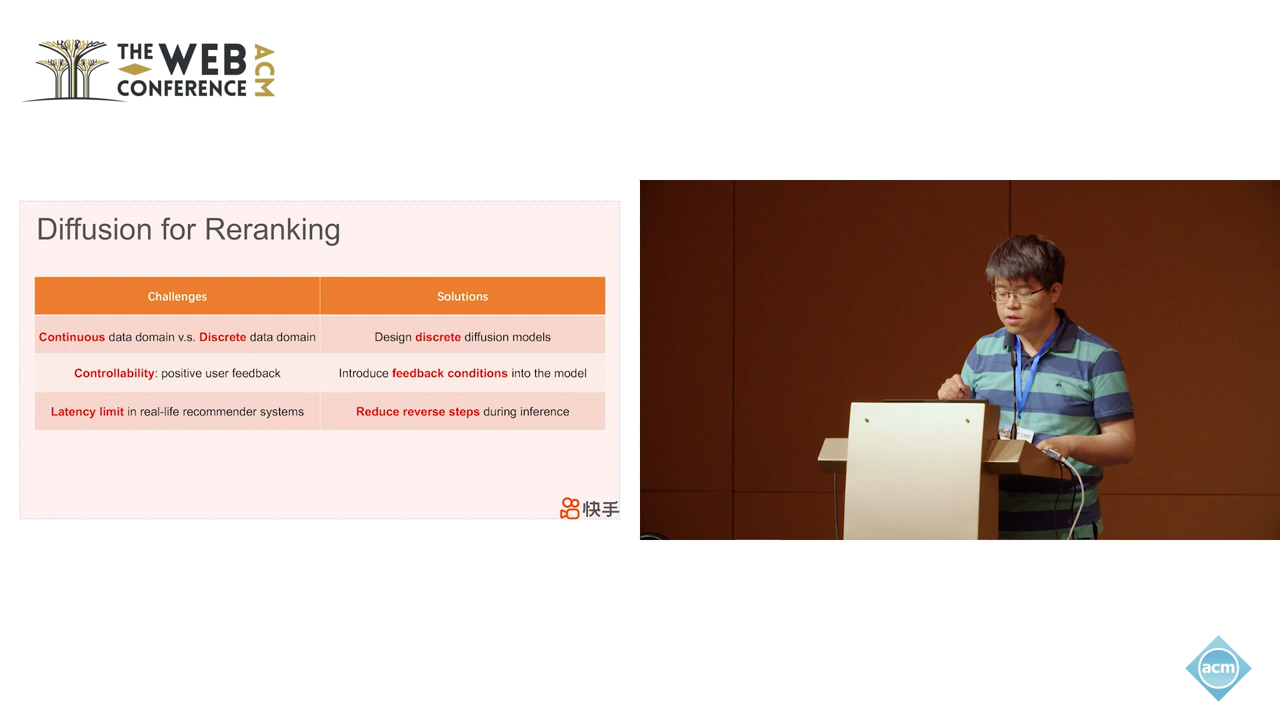 THE WEB
CONFERENCE
ACM
Diffusion for Reranking
Challenges
Solutions
Continuous data domain v.s. Discrete data domain
Design discrete diffusion models
Controllability: positive user feedback
Introduce feedback conditions into the model
Latency limit in real-life recommender systems
Reduce reverse steps during inference
快手
acm